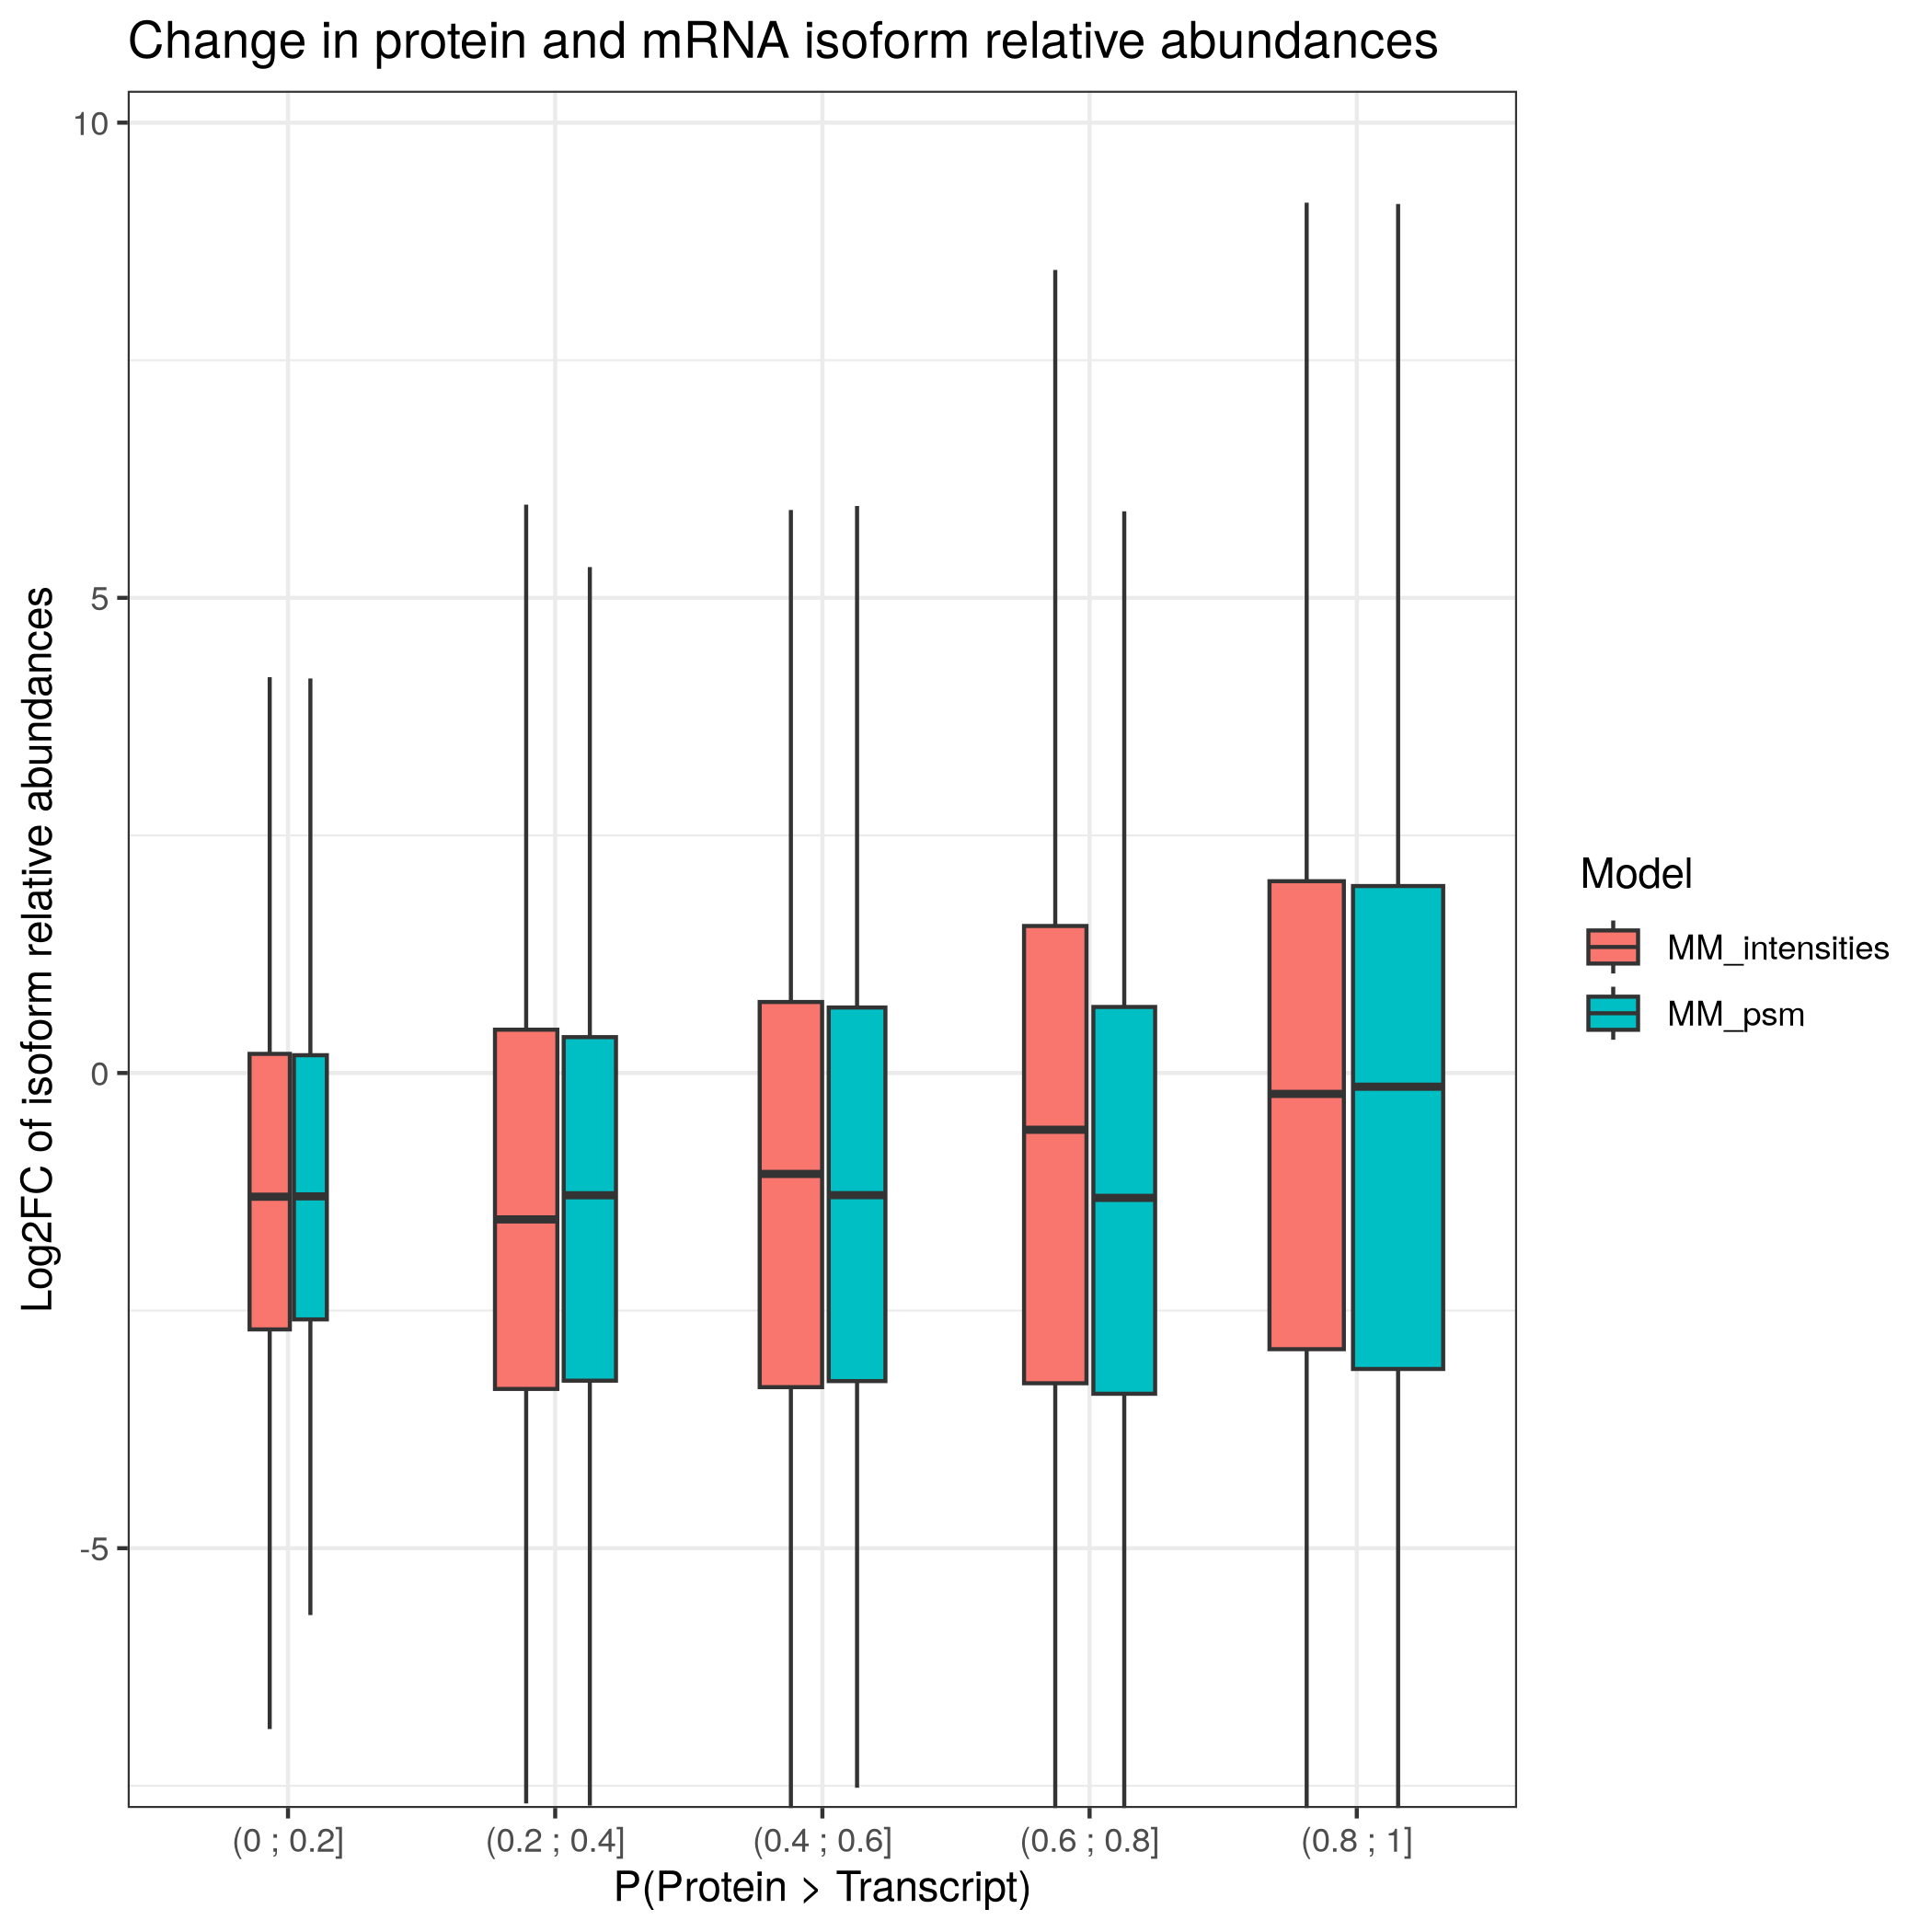 Change in protein and mRNA isoform relative abundances
Log2FC of isoform relative abundances
10
5
0
-5
(0 ; 0.2]
(0.2 ; 0.4]
(0.4 ; 0.6]
(0.6 ; 0.8]
(0.8 ; 1]
P(Protein > Transcript)
Model
MM_intensities
MM_psm